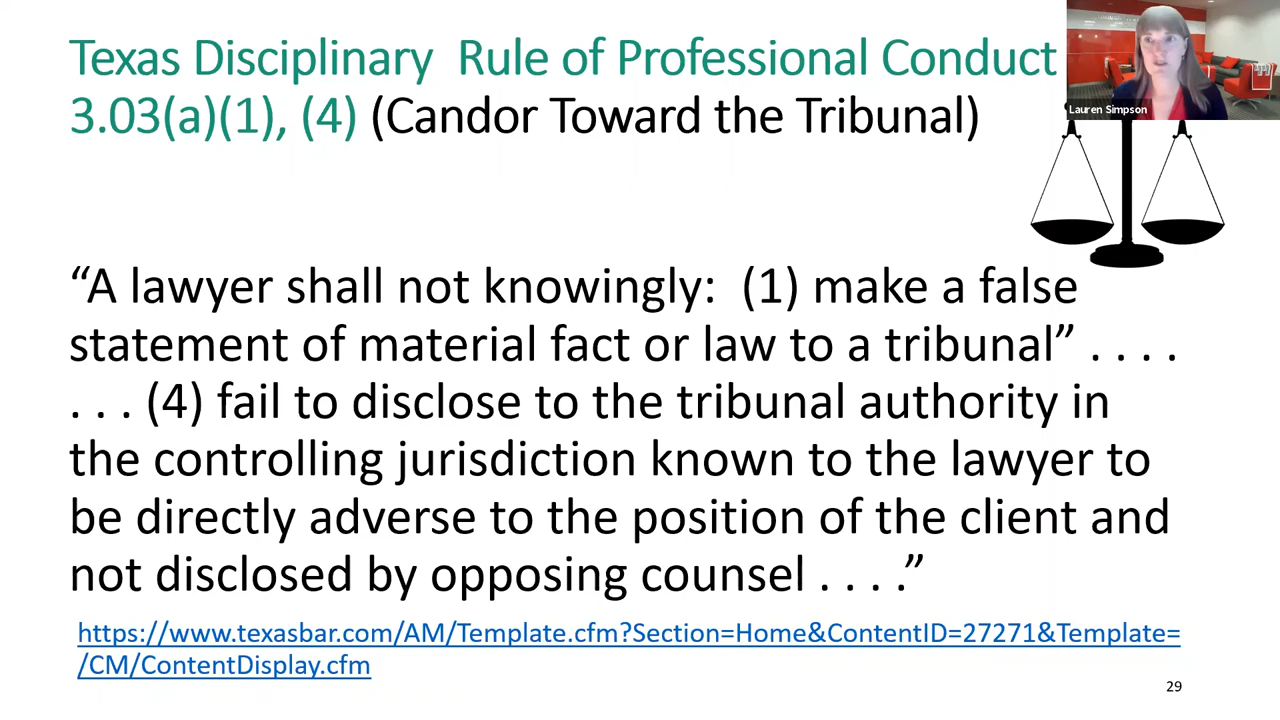 Texas Disciplinary Rule of Professional Conduct
3.03(a)(1), (4) (Candor Toward the Tribunal)
Lauren Simpson
“A lawyer shall not knowingly: (1) make a false
statement of material fact or law to a tribunal” . . . .
. . . (4) fail to disclose to the tribunal authority in
the controlling jurisdiction known to the lawyer to
be directly adverse to the position of the client and
not disclosed by opposing counsel . . . .”
https://www.texasbar.com/AM/Template.cfm?Section=Home&ContentID=27271&Template=
/CM/ContentDisplay.cfm
29